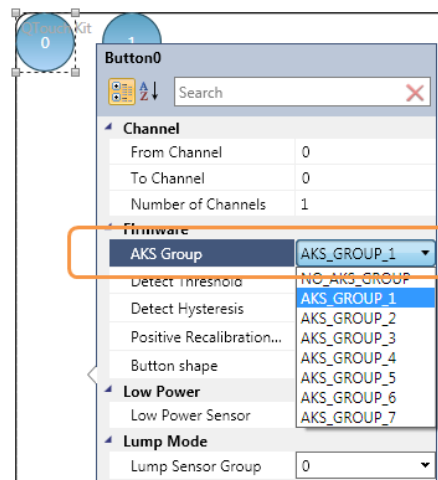 QTouch Kit
0
1
Button0
Search
Channel
From Channel 0
To Channel 0
Number of Channels 1
Firmware
AKS Group AKS_GROUP_1
Detect Threshold
NO_AKS_GROUP
AKS_GROUP_1
Detect Hysteresis
AKS_GROUP_2
AKS_GROUP_3
Positive Recalibration...
AKS_GROUP_4
Button shape
AKS_GROUP_5
Low Power
AKS_GROUP_6
Low Power Sensor
AKS_GROUP_7
Lump Mode
Lump Sensor Group 0